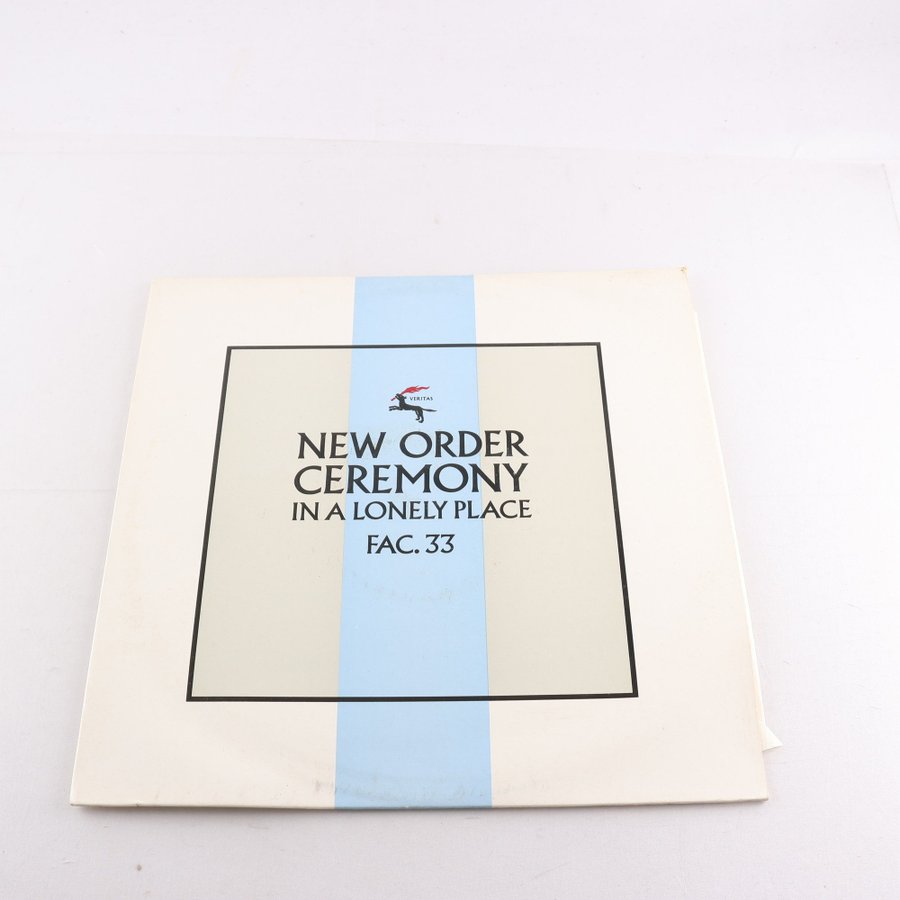 VERITAS
NEW ORDER
CEREMONY
IN A LONELY PLACE
FAC. 33